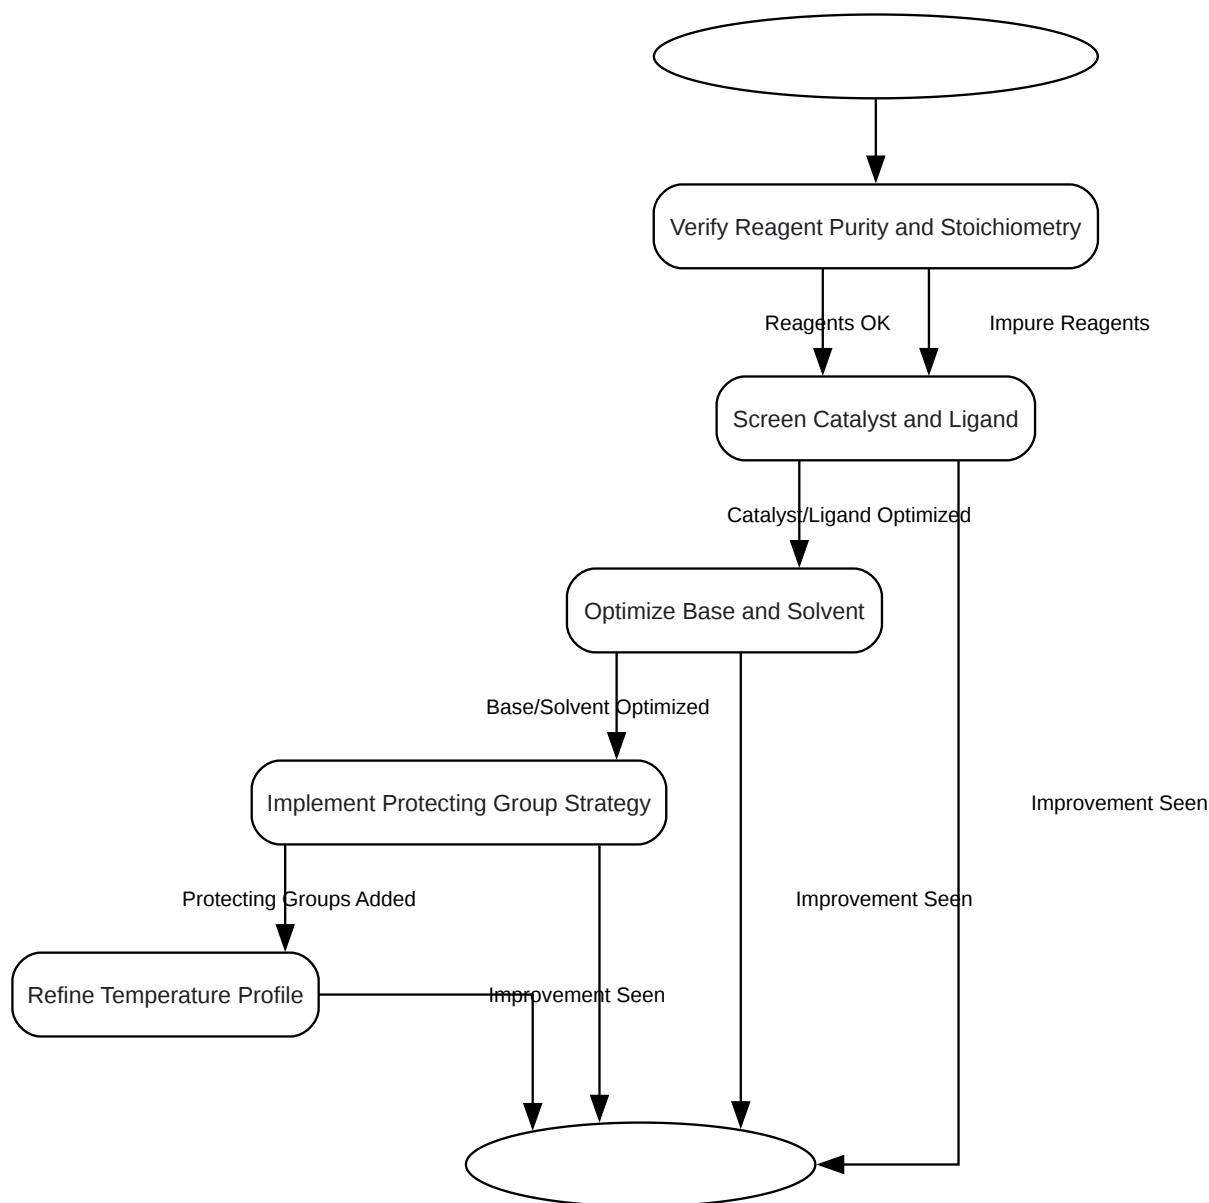 Verify Reagent Purity and Stoichiometry
Reagents OK
Impure Reagents
Screen Catalyst and Ligand
Catalyst/Ligand Optimized
Optimize Base and Solvent
Base/Solvent Optimized
Implement Protecting Group Strategy
Improvement Seen
Protecting Groups Added
Improvement Seen
Refine Temperature Profile
Improvement Seen